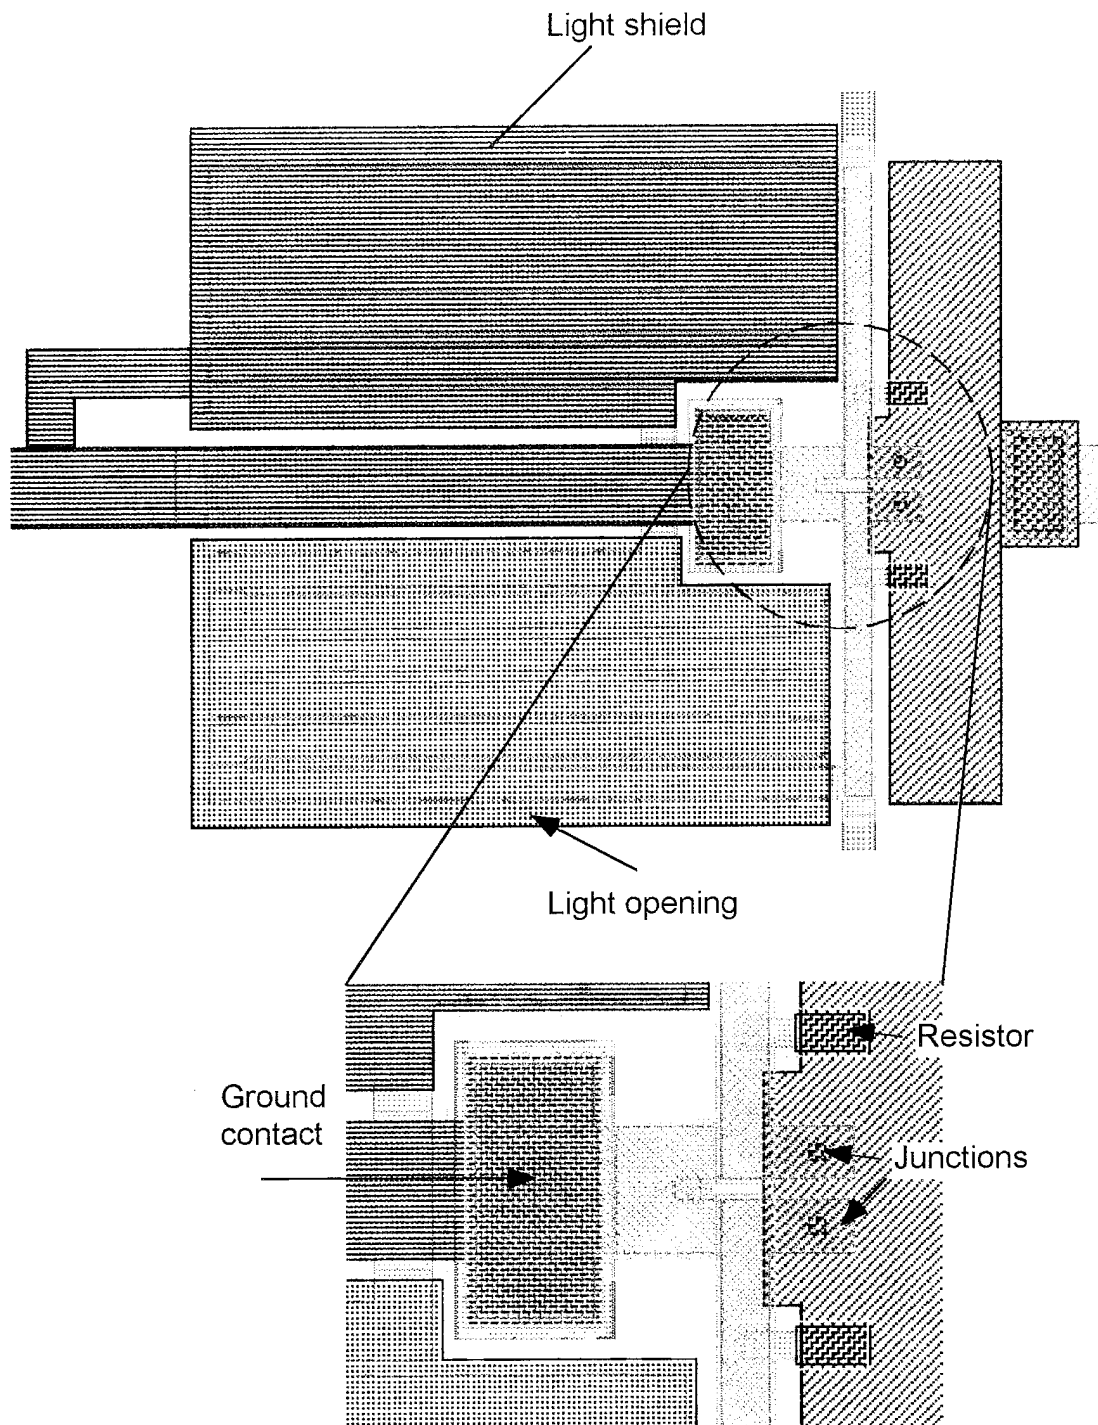 Light shield
Light opening
Resistor
Ground
contact
Junctions